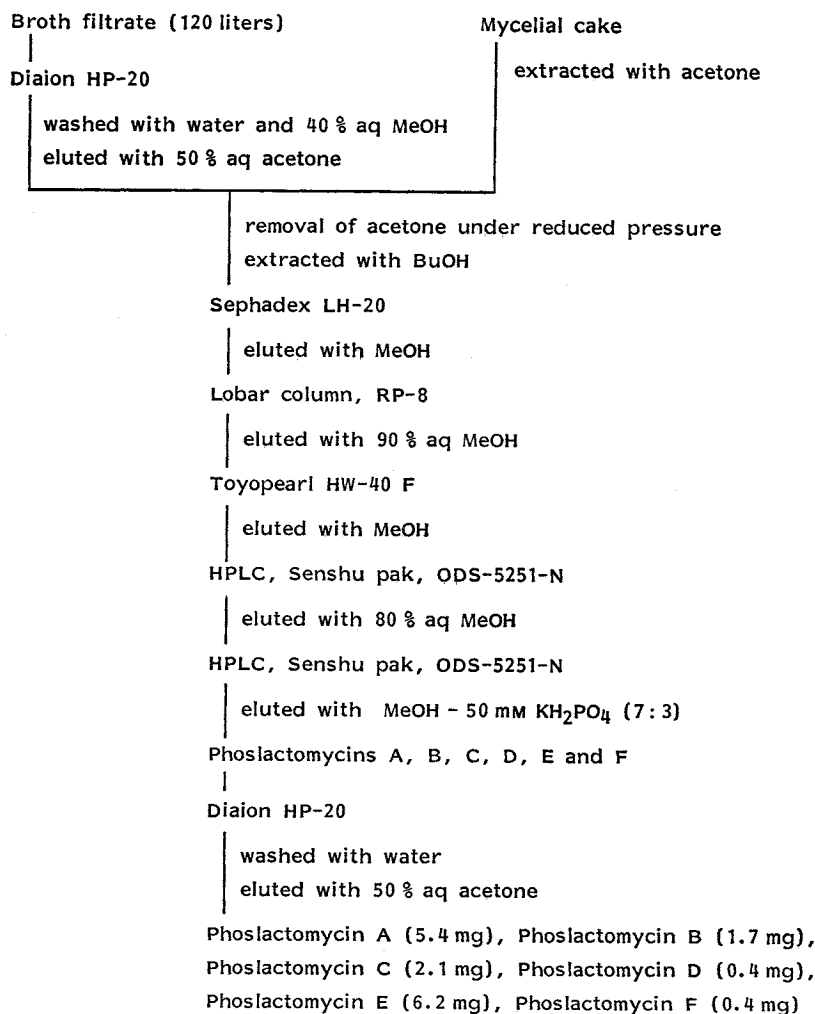 Broth filtrate (120 liters)
Mycelial cake
extracted with acetone
Diaion HP-20
washed with water and 40 % aq MeOH
eluted with 50 % aq acetone
removal of acetone under reduced pressure
extracted with BuOH
Sephadex LH-20
eluted with MeOH
Lobar column, RP-8
eluted with 90 % aq MeOH
Toyopearl HW-40 F
eluted with MeOH
HPLC, Senshu pak, ODS-5251-N
eluted with 80 % aq MeOH
HPLC, Senshu pak, ODS-5251-N
eluted with MeOH - 50 mM KH₂PO₄ (7 : 3)
Phoslactomycins A, B, C, D, E and F
Diaion HP-20
washed with water
eluted with 50 % aq acetone
Phoslactomycin A (5.4 mg), Phoslactomycin B (1.7 mg),
Phoslactomycin C (2.1 mg), Phoslactomycin D (0.4 mg),
Phoslactomycin E (6.2 mg), Phoslactomycin F (0.4 mg)